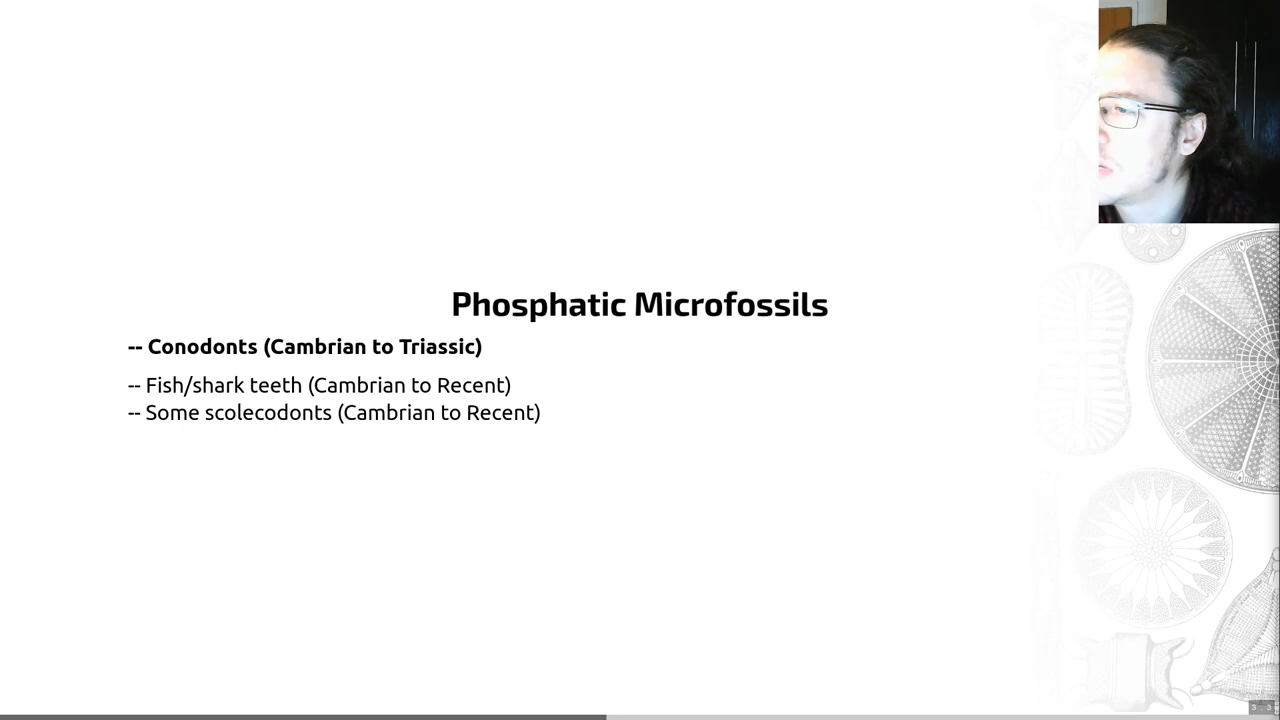 Phosphatic Microfossils
-- Conodonts (Cambrian to Triassic)
-- Fish/shark teeth (Cambrian to Recent)
-- Some scolecodonts (Cambrian to Recent)